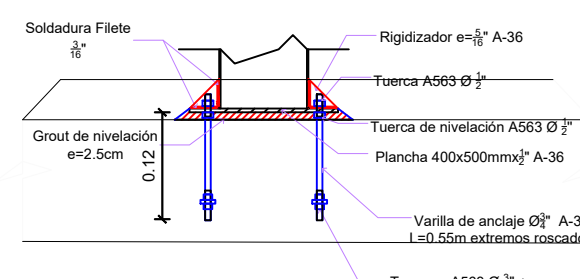 Soldadura Filete
3/16"
Rigidizador e=5/16" A-36
Tuerca A563 Ø 1/2"
Tuerca de nivelación A563 Ø 1/2"
Grout de nivelación
e=2.5cm
0.12
Plancha 400x500mmx1/2" A-36
Varilla de anclaje Ø3/4" A-3
L=0.55m extremos roscado